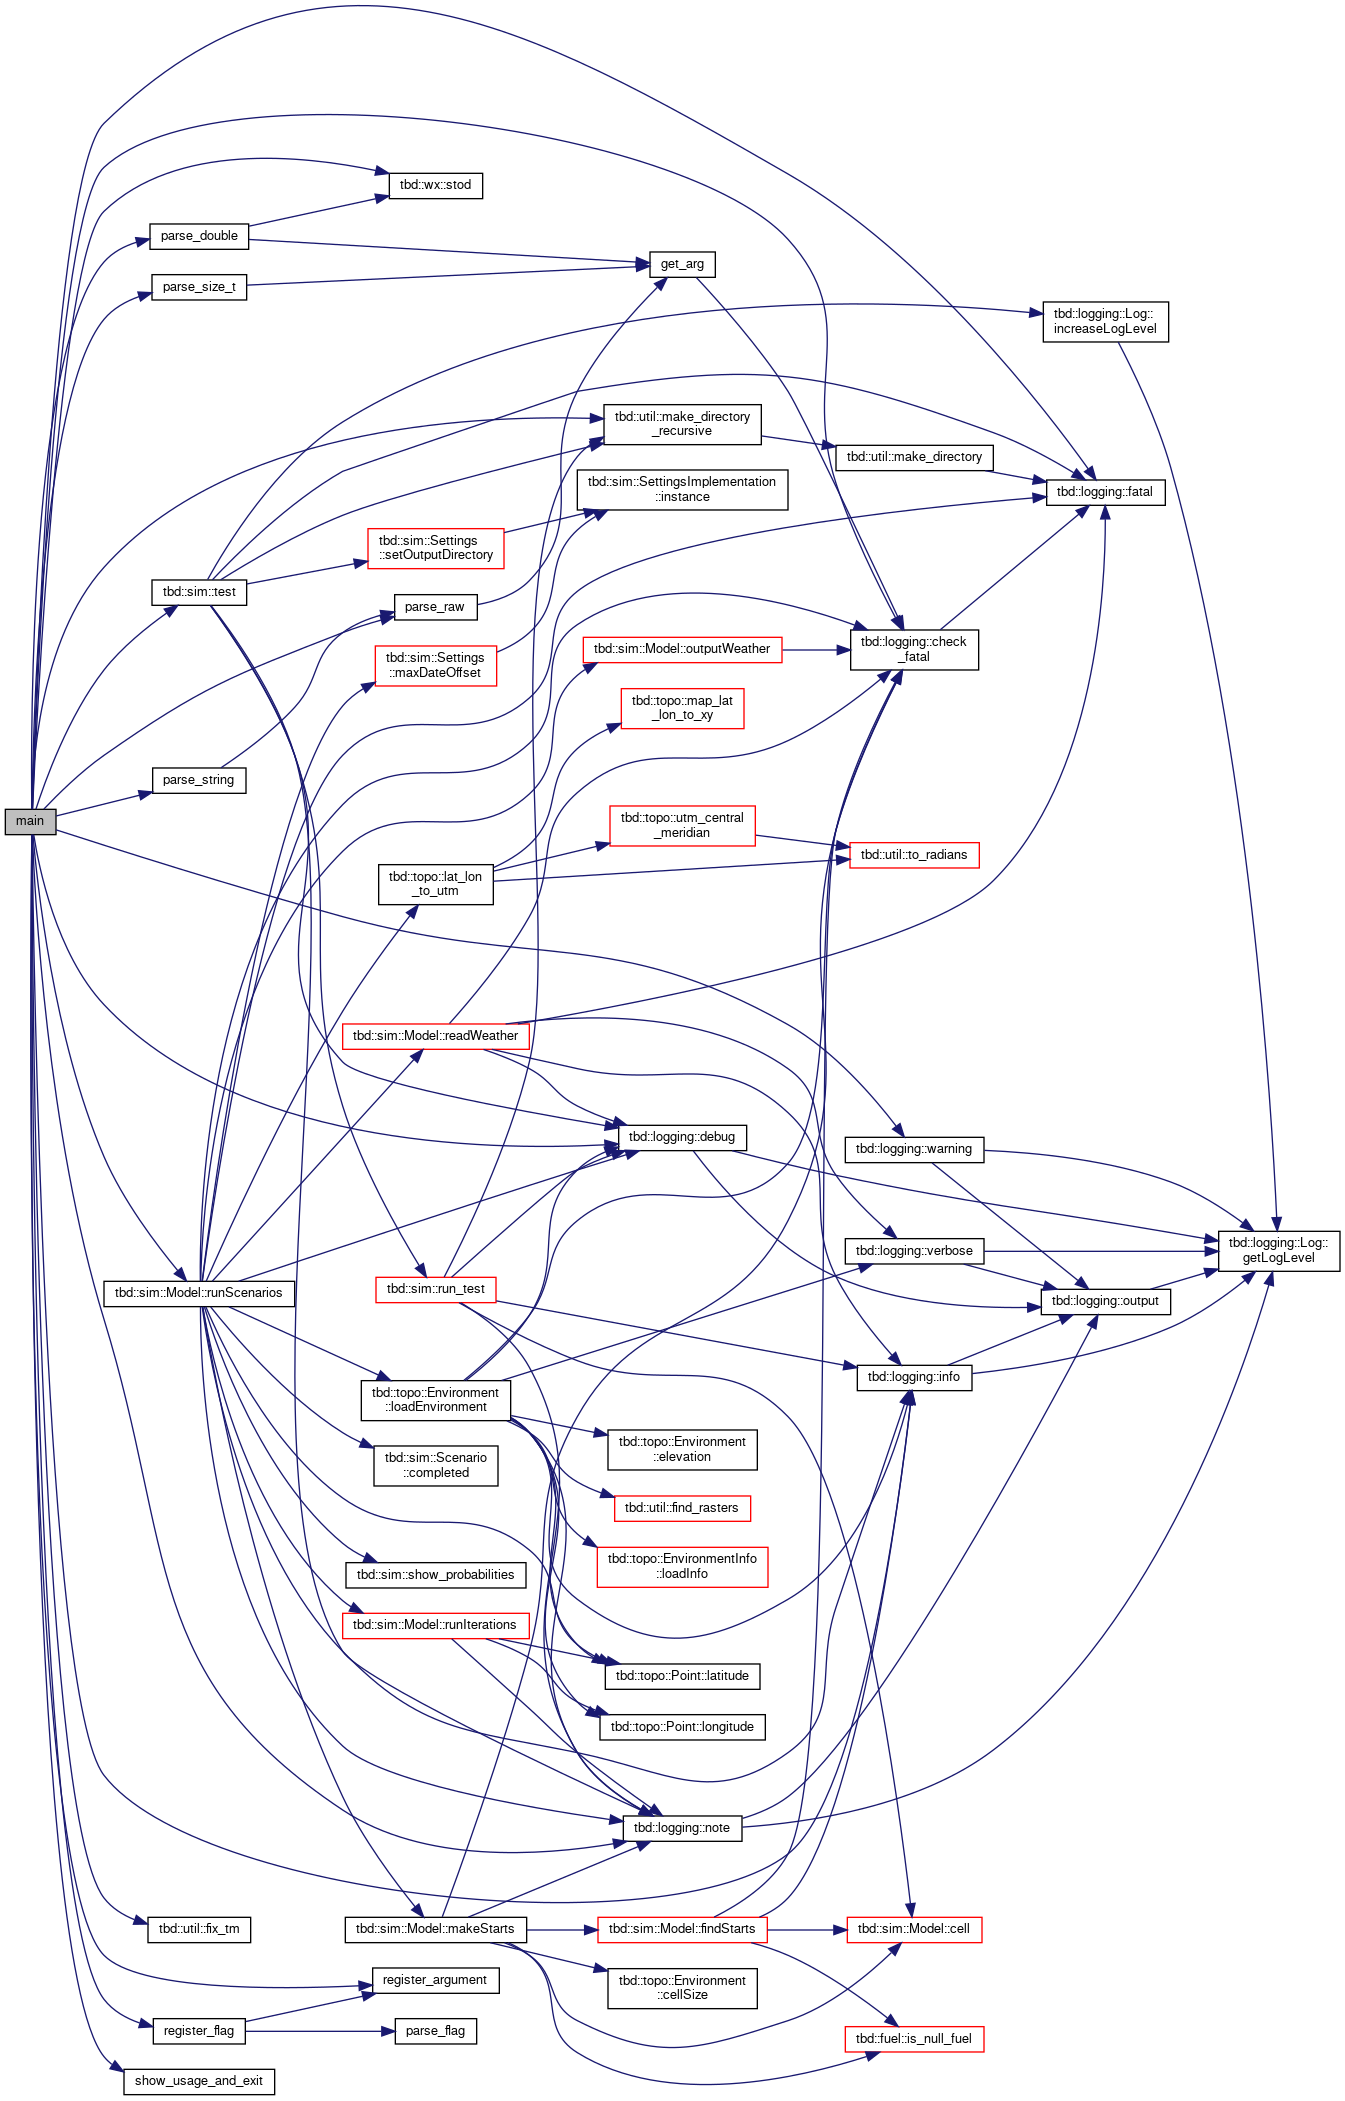 tbd::wx::stod
parse_double
get_arg
parse_size_t
tbd::logging::Log::
increaseLogLevel
tbd::util::make_directory
_recursive
tbd::util::make_directory
tbd::sim::SettingsImplementation
::instance
tbd::logging::fatal
tbd::sim::Settings
::setOutputDirectory
tbd::sim::test
parse_raw
tbd::logging::check
_fatal
tbd::sim::Model::outputWeather
tbd::sim::Settings
::maxDateOffset
tbd::topo::map_lat
_lon_to_xy
parse_string
main
tbd::topo::utm_central
_meridian
tbd::util::to_radians
tbd::topo::lat_lon
_to_utm
tbd::sim::Model::readWeather
tbd::logging::debug
tbd::logging::warning
tbd::logging::verbose
tbd::logging::Log::
getLogLevel
tbd::sim::run_test
tbd::sim::Model::runScenarios
tbd::logging::output
tbd::logging::info
tbd::topo::Environment
::loadEnvironment
tbd::topo::Environment
::elevation
tbd::sim::Scenario
::completed
tbd::util::find_rasters
tbd::topo::EnvironmentInfo
::loadInfo
tbd::sim::show_probabilities
tbd::sim::Model::runIterations
tbd::topo::Point::latitude
tbd::topo::Point::longitude
tbd::logging::note
tbd::util::fix_tm
tbd::sim::Model::makeStarts
tbd::sim::Model::findStarts
tbd::sim::Model::cell
register_argument
tbd::topo::Environment
::cellSize
register_flag
parse_flag
tbd::fuel::is_null_fuel
show_usage_and_exit